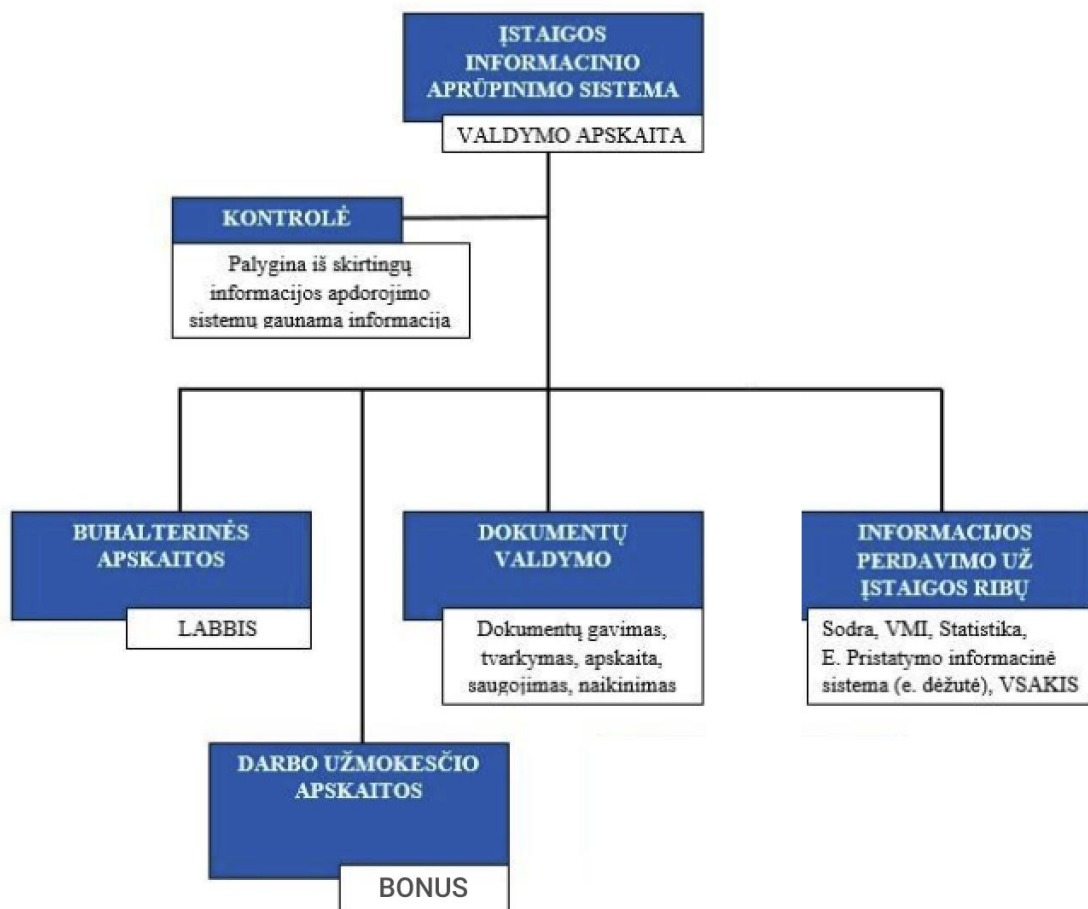 ĮSTAIGOS
INFORMACINIO
APRŪPINIMO SISTEMA
VALDYMO APSKAITA
KONTROLĖ
Palygina iš skirtingų
informacijos apdorojimo
sistemų gaunama informacija
BUHALTERINĖS
APSKAITOS
LABBIS
DOKUMENTŲ
VALDYMO
Dokumentų gavimas,
tvarkymas, apskaita,
saugojimas, naikinimas
INFORMACIJOS
PERDAVIMO UŽ
ĮSTAIGOS RIBŲ
Sodra, VMI, Statistika,
E. Pristatymo informacinė
sistema (e. dėžutė), VSAKIS
DARBO UŽMOKESČIO
APSKAITOS
BONUS